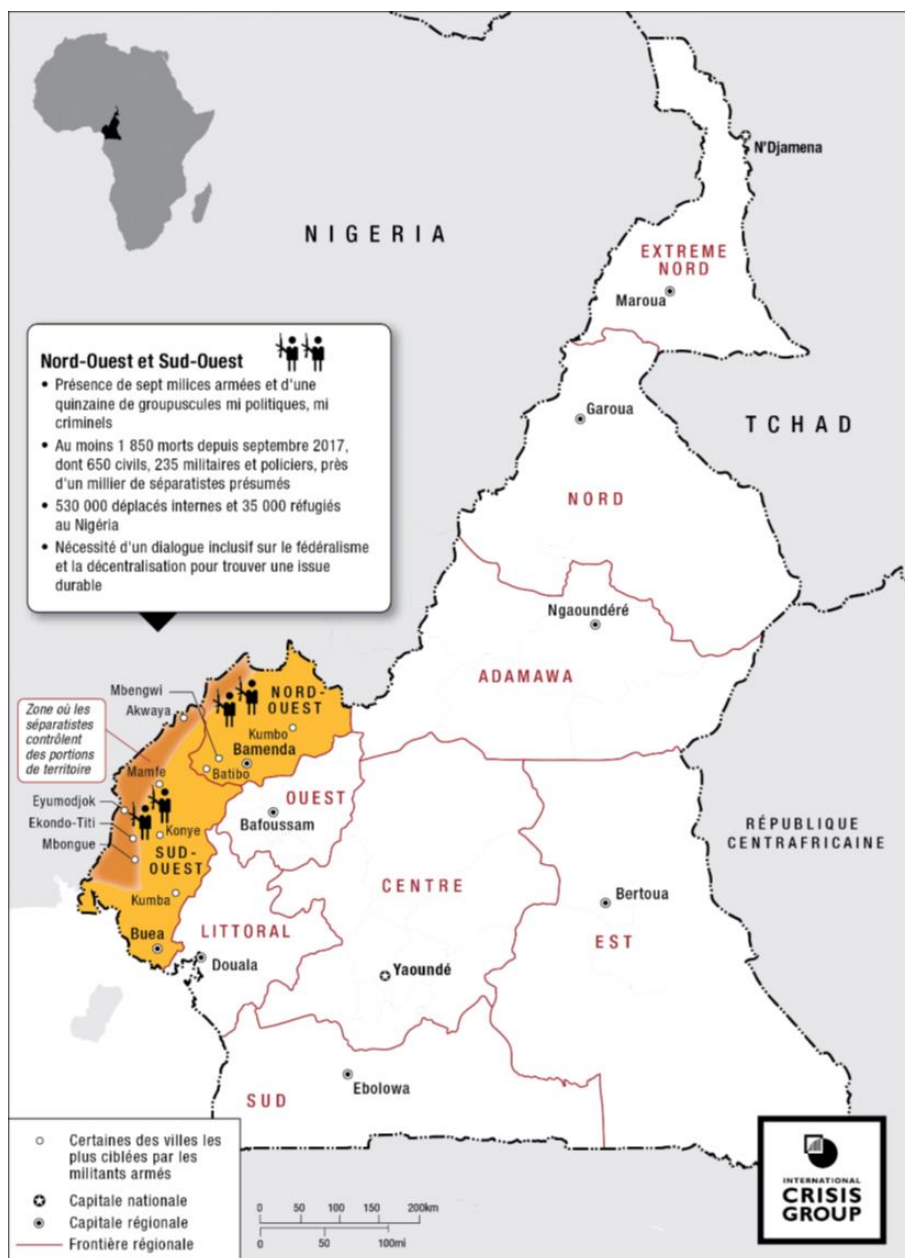 N'Djamena
NIGERIA
EXTREME
NORD
Maroua
Nord-Ouest et Sud-Ouest
• Présence de sept milices armées et d'une
quinzaine de groupuscules mi politiques, mi
criminels
• Au moins 1 850 morts depuis septembre 2017,
dont 650 civils, 235 militaires et policiers, près
d'un millier de séparatistes présumés
• 530 000 déplacés internes et 35 000 réfugiés
au Nigéria
• Nécessité d'un dialogue inclusif sur le fédéralisme
et la décentralisation pour trouver une issue
durable
Garoua
TCHAD
NORD
Ngaoundéré
ADAMAWA
Mbengwi
Akwaya
NORD-
OUEST
Kumbo
Bamenda
Batibo
Zone où les
séparatistes
contrôlent
des portions
de territoire
Mamfe
Eyumodjok
Ekondo-Titi
Mbongue
Konye
SUD-
OUEST
Kumba
Buea
OUEST
Bafoussam
RÉPUBLIQUE
CENTRAFRICAINE
CENTRE
Bertoua
EST
LITTORAL
Douala
Yaoundé
Ebolowa
SUD
Certaines des villes les
plus ciblées par les
militants armés
Capitale nationale
Capitale régionale
Frontière régionale
0 50 100 150 200km
0 50 100mi
INTERNATIONAL
CRISIS
GROUP